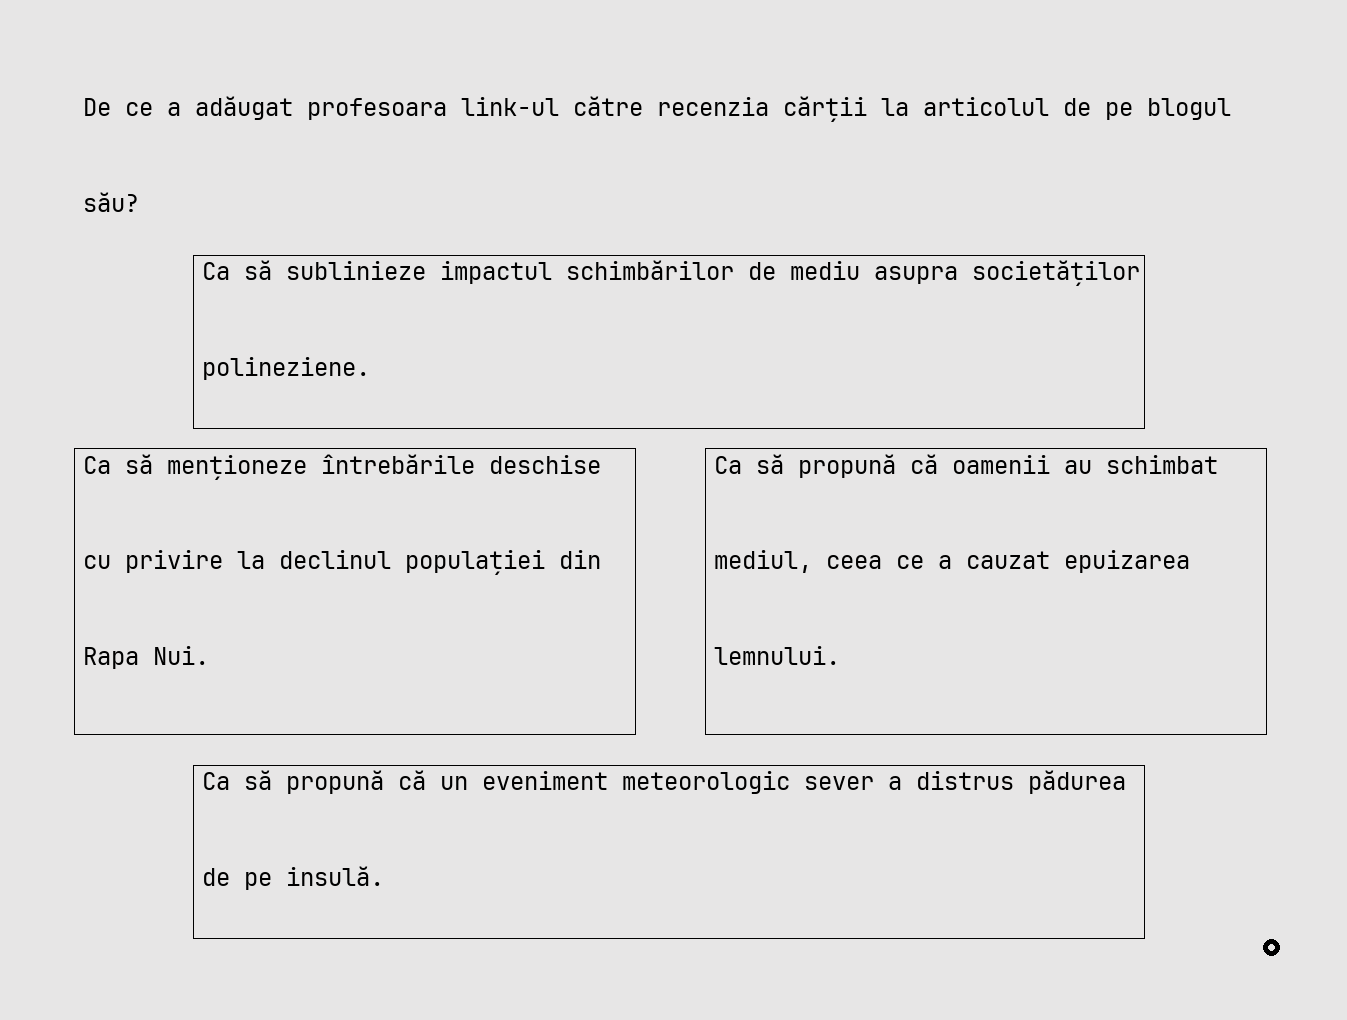 De ce a adăugat profesoara link-ul către recenzia cărții la articolul de pe blogul
său?
Ca să sublinieze impactul schimbărilor de mediu asupra societăților
polineziene.
Ca să menționeze întrebările deschise
cu privire la declinul populației din
Rapa Nui.
Ca să propună că oamenii au schimbat
mediul, ceea ce a cauzat epuizarea
lemnului.
Ca să propună că un eveniment meteorologic sever a distrus pădurea
de pe insulă.